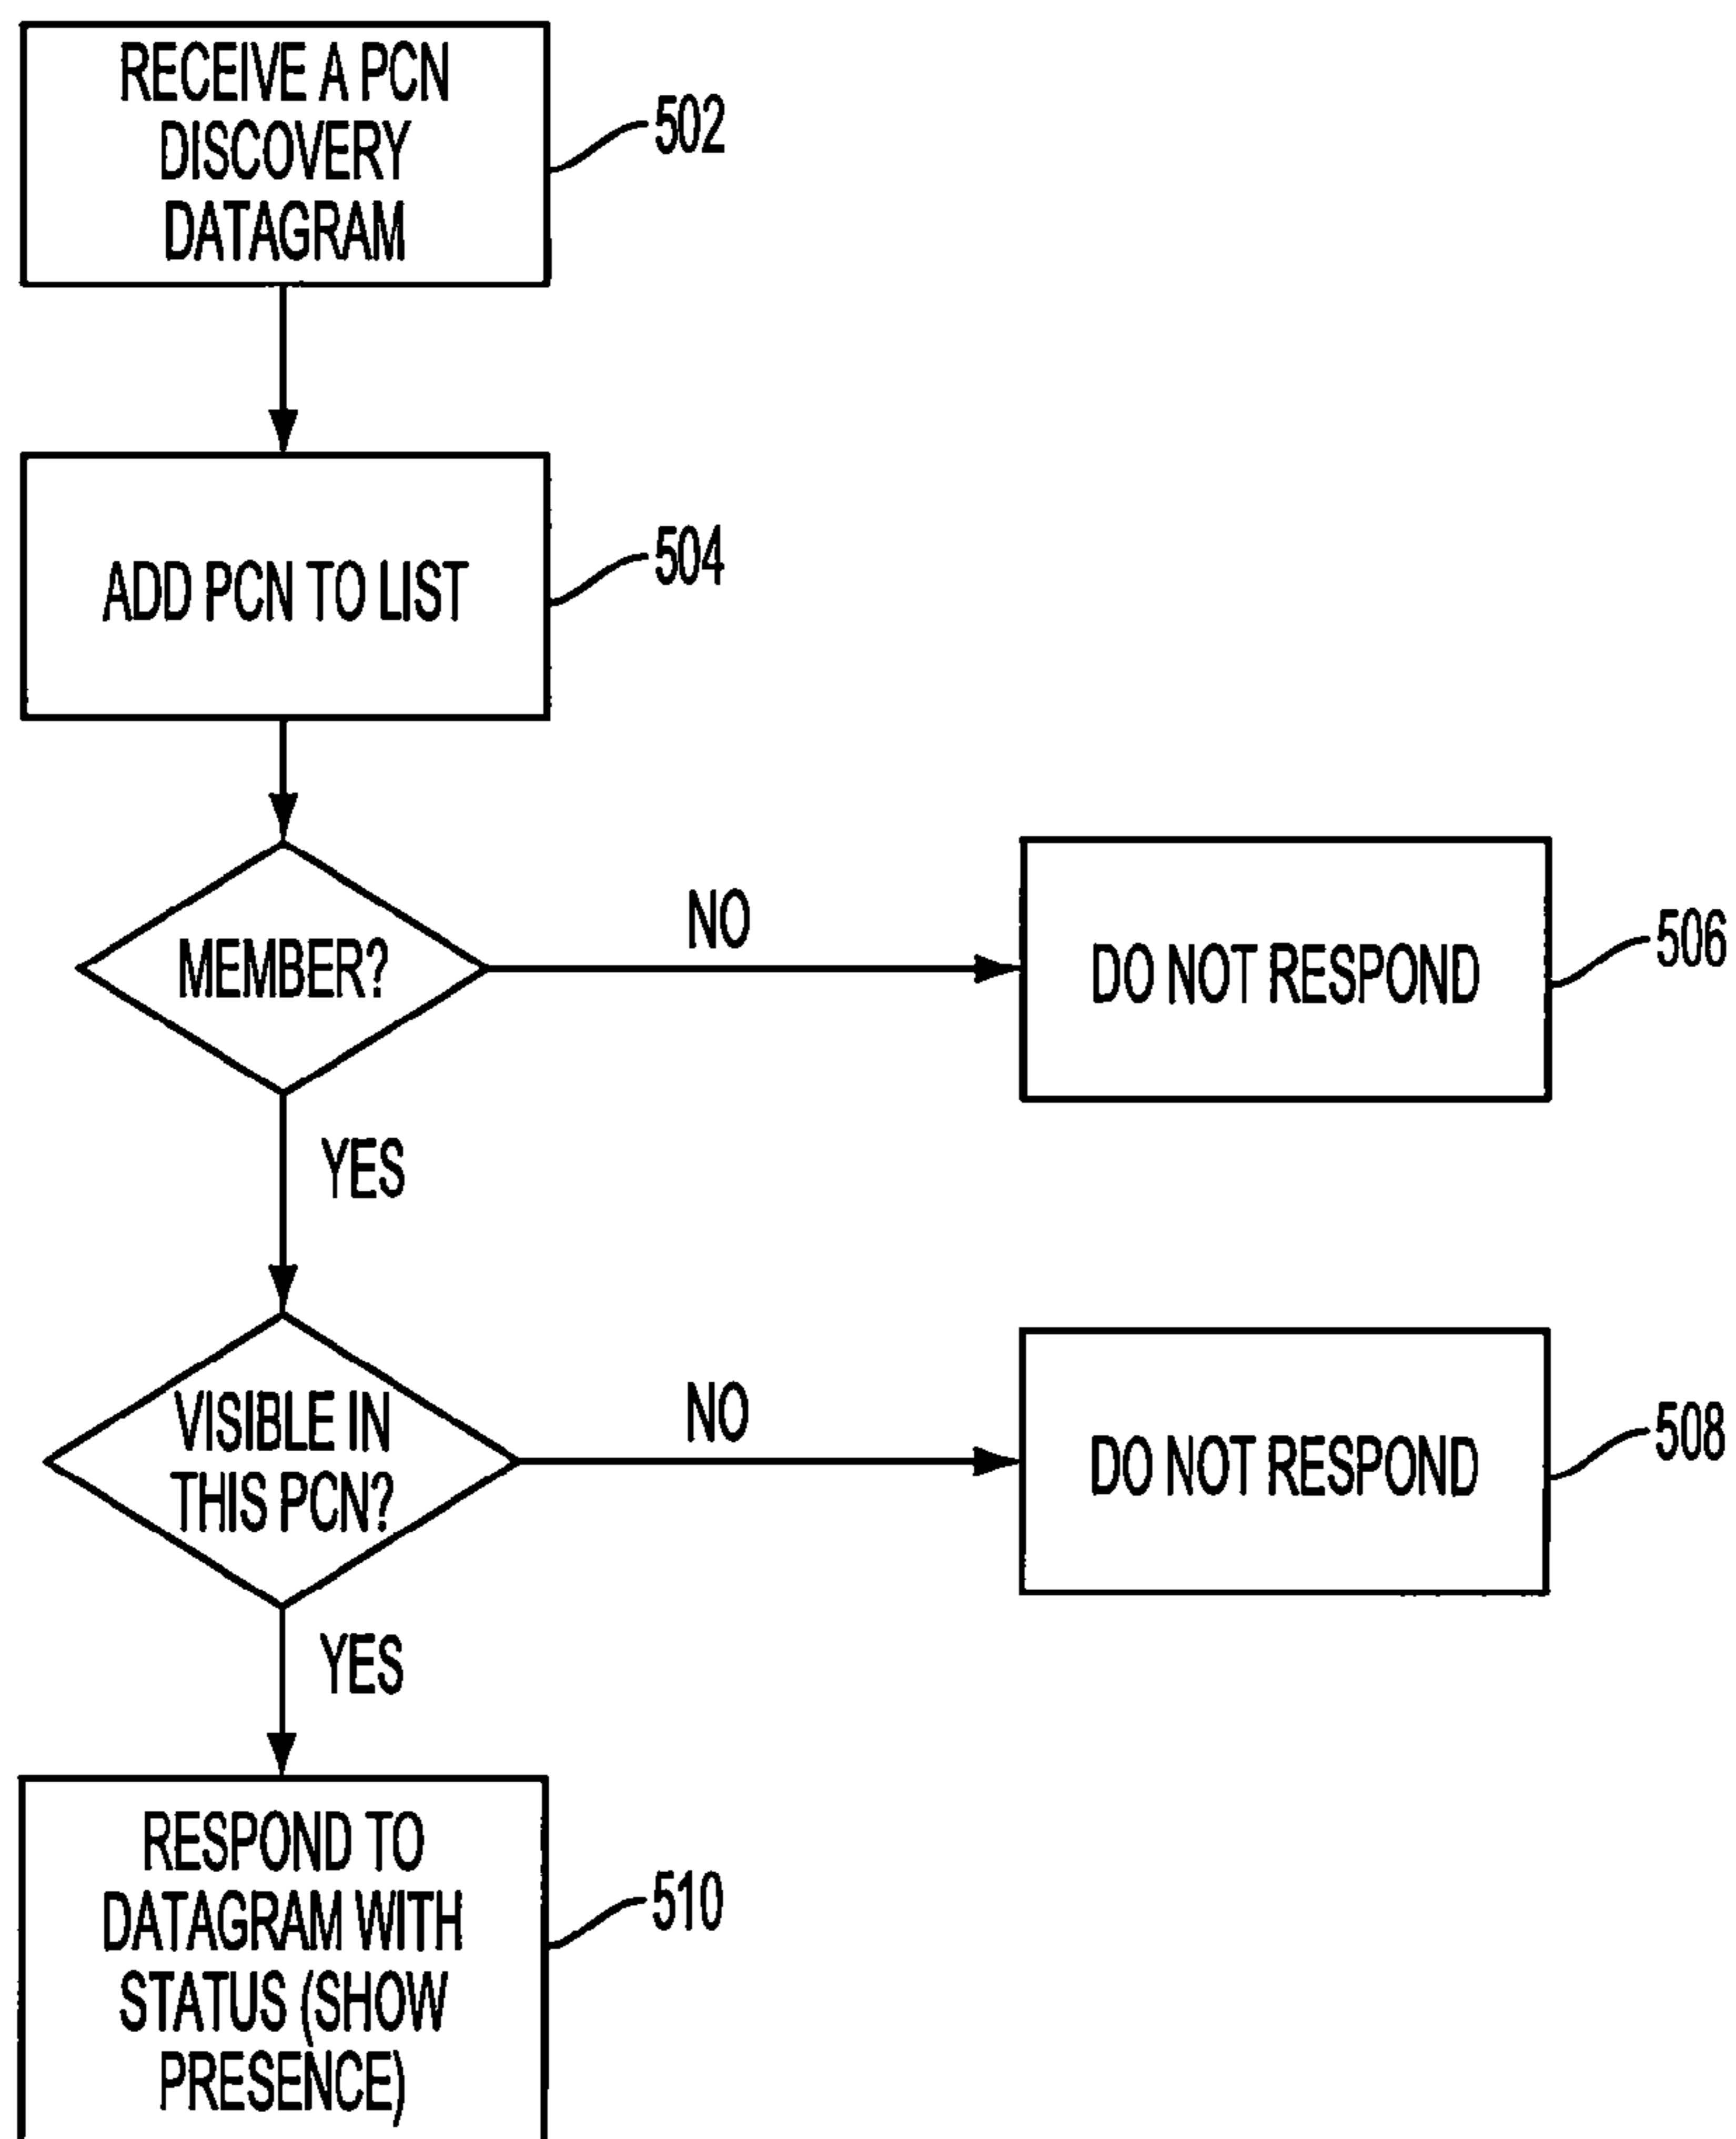 RECEIVE A PCN
DISCOVERY
DATAGRAM
502
ADD PCN TO LIST
504
MEMBER?
NO
DO NOT RESPOND
506
YES
VISIBLE IN
THIS PCN?
NO
DO NOT RESPOND
508
YES
RESPOND TO
DATAGRAM WITH
STATUS (SHOW
PRESENCE)
510